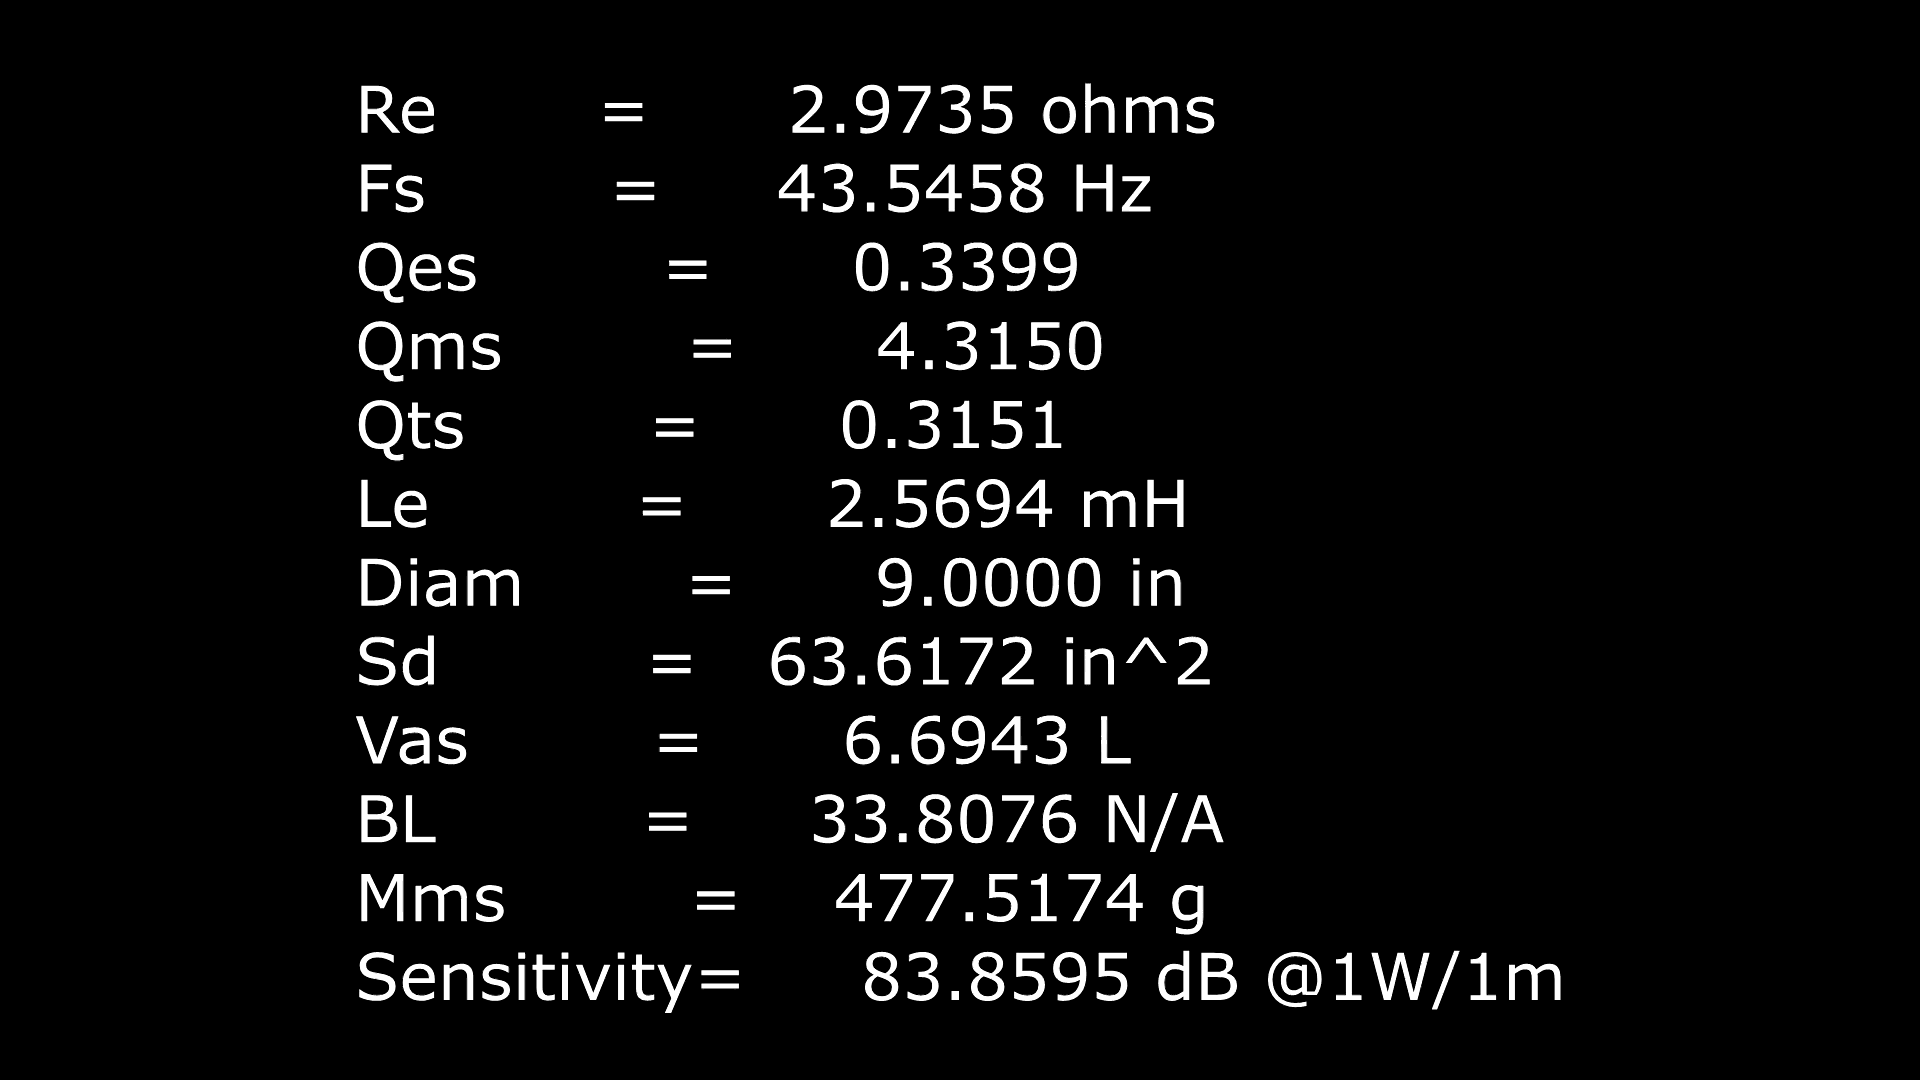 Re = 2.9735 ohms
Fs = 43.5458 Hz
Qes = 0.3399
Qms = 4.3150
Qts = 0.3151
Le = 2.5694 mH
Diam = 9.0000 in
Sd = 63.6172 in^2
Vas = 6.6943 L
BL = 33.8076 N/A
Mms = 477.5174 g
Sensitivity= 83.8595 dB @1W/1m